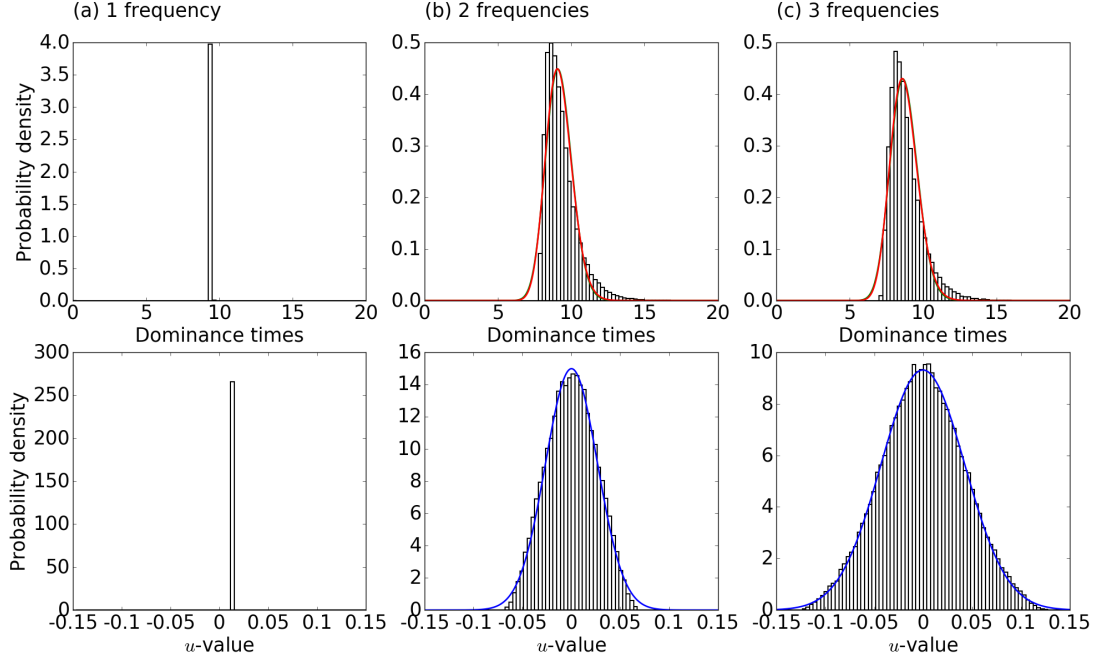 (a) 1 frequency
(b) 2 frequencies
(c) 3 frequencies
Probability density
4.0
3.5
3.0
2.5
2.0
1.5
1.0
0.5
0.0
5 10 15 20
Dominance times
0.5
0.4
0.3
0.2
0.1
0.0
0 5 10 15 20
Dominance times
0.5
0.4
0.3
0.2
0.1
0.0
0 5 10 15 20
Dominance times
Probability density
300
250
200
150
100
50
0
-0.15 -0.1 -0.05 0 0.05 0.1 0.15
u-value
16
14
12
10
8
6
4
2
0
-0.15 -0.1 -0.05 0 0.05 0.1 0.15
u-value
10
8
6
4
2
0
-0.15 -0.1 -0.05 0 0.05 0.1 0.15
u-value